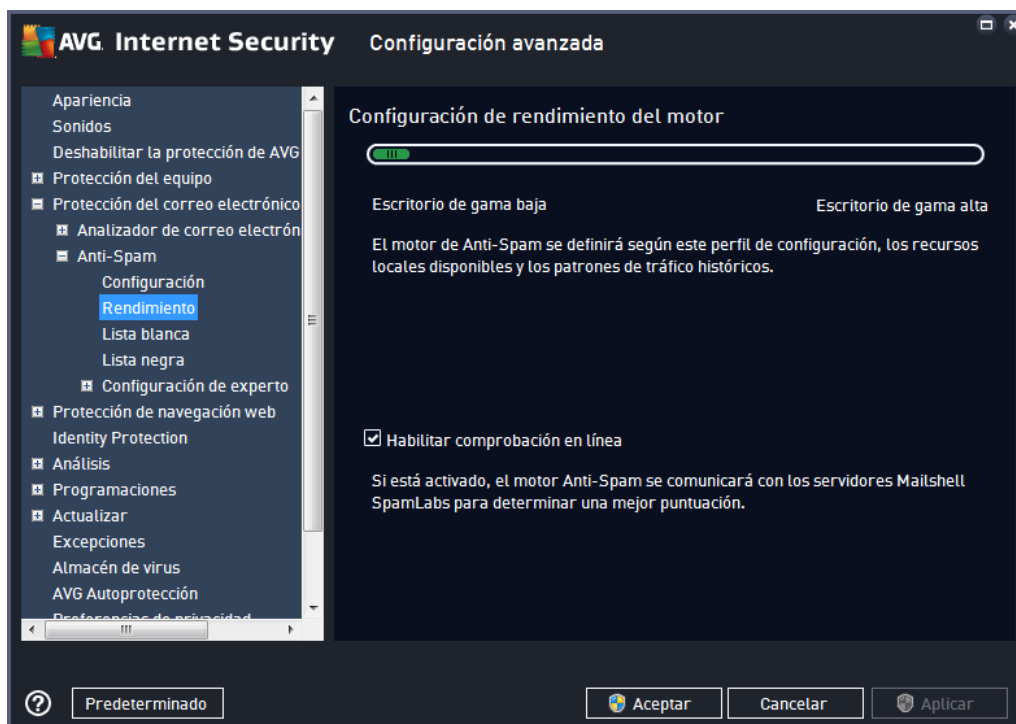 AVG Internet Security Configuración avanzada
Apariencia
Sonidos
Deshabilitar la protección de AVG
Protección del equipo
Protección del correo electrónico
Analizador de correo electrón
Anti-Spam
Configuración
Rendimiento
Lista blanca
Lista negra
Configuración de experto
Protección de navegación web
Identity Protection
Análisis
Programaciones
Actualizar
Excepciones
Almacén de virus
AVG Autoprotección
Preferencias de privacidad
Configuración de rendimiento del motor
Escritorio de gama baja
Escritorio de gama alta
El motor de Anti-Spam se definirá según este perfil de configuración, los recursos
locales disponibles y los patrones de tráfico históricos.
Habilitar comprobación en línea
Si está activado, el motor Anti-Spam se comunicará con los servidores Mailshell
SpamLabs para determinar una mejor puntuación.
Predeterminado
Aceptar
Cancelar
Aplicar